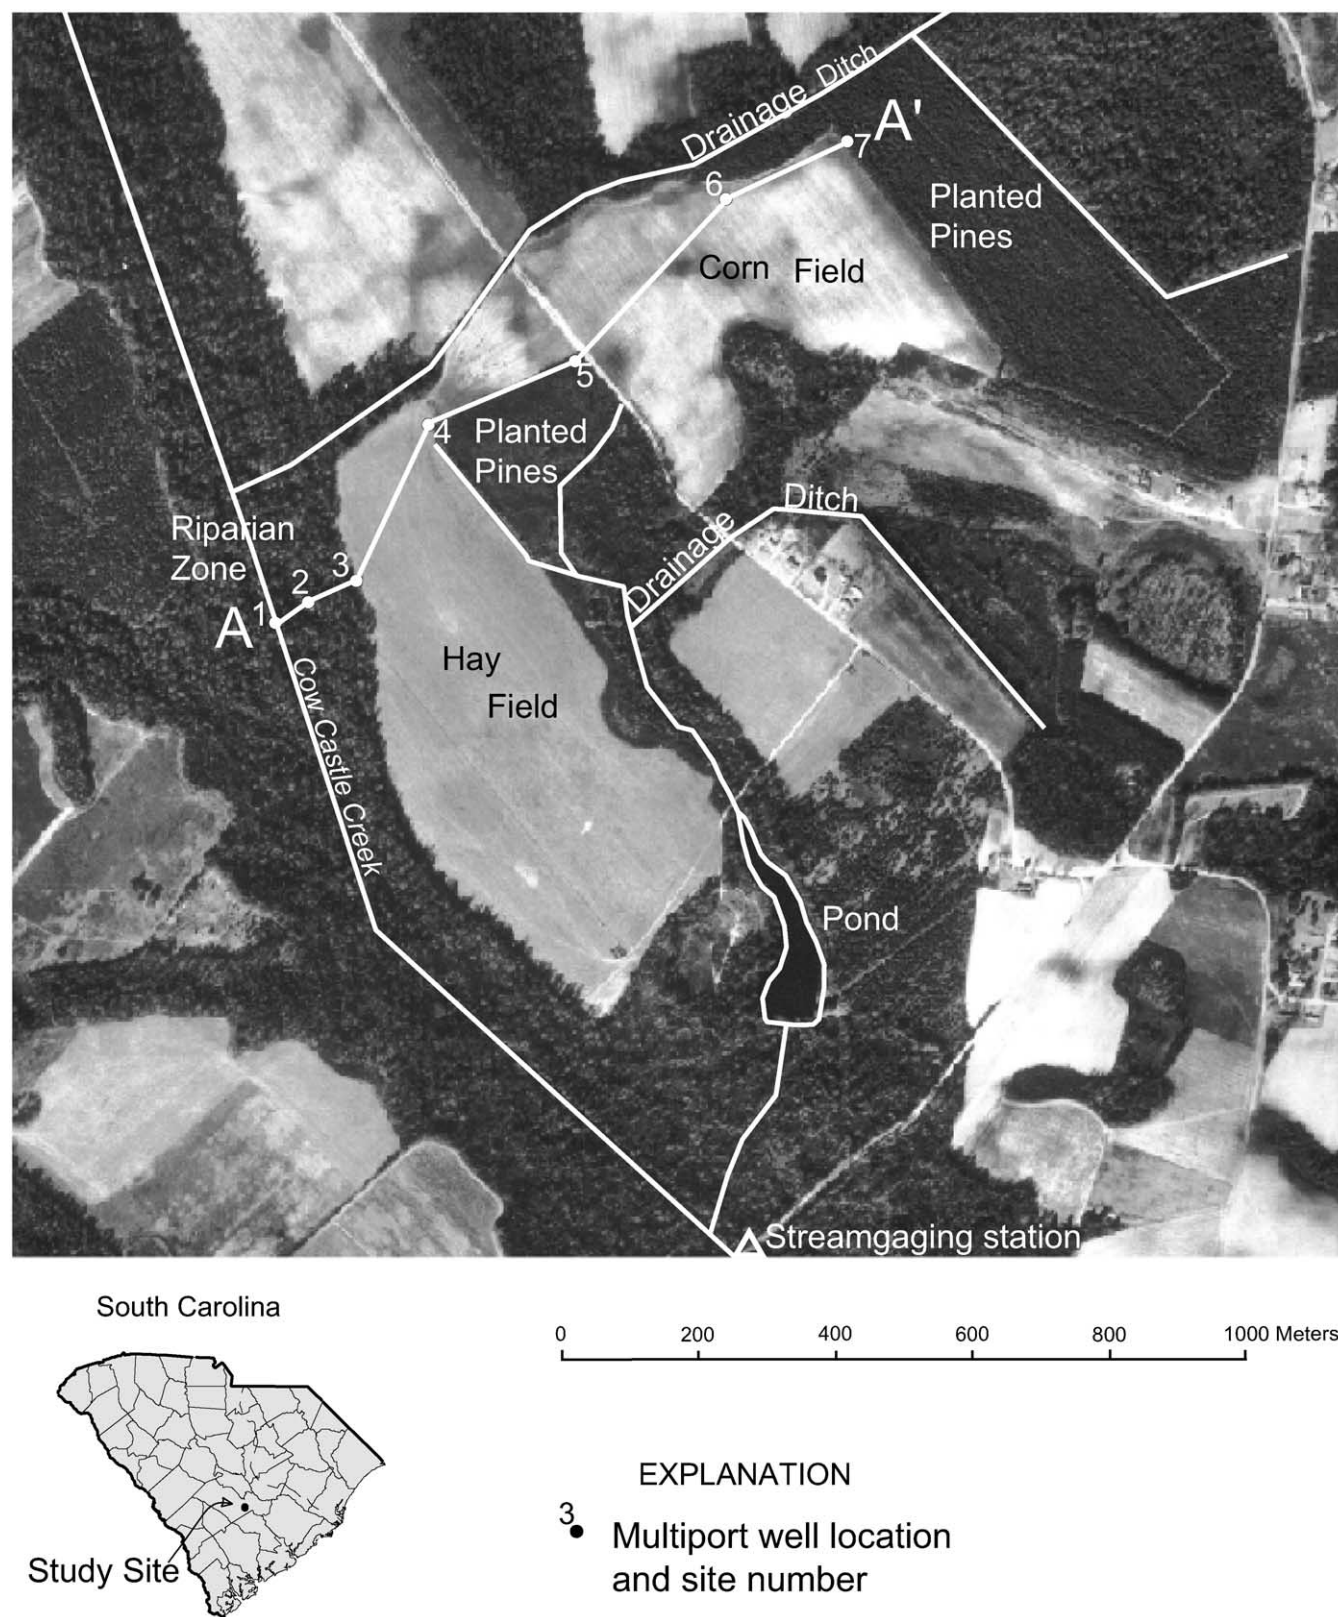 Drainage Ditch
A'
7
6
Planted
Pines
Corn Field
5
4
Planted
Pines
Ditch
Drainage
Riparian
Zone
3
2
1
A
Hay
Field
Cow Castle Creek
Pond
Streamgaging station
South Carolina
0 200 400 600 800 1000 Meters
EXPLANATION
3
Multiport well location
and site number
Study Site